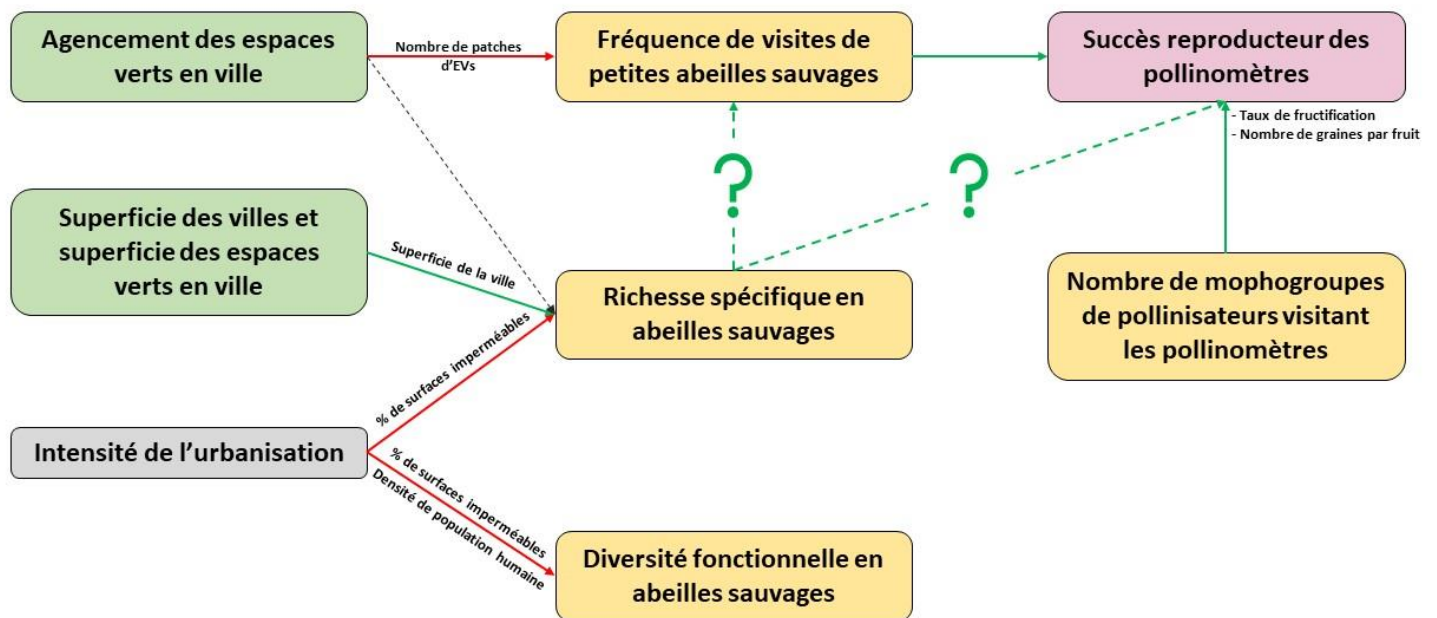 Agencement des espaces
verts en ville
Nombre de patches
d'EVs
Fréquence de visites de
petites abeilles sauvages
Succès reproducteur des
pollinomètres
- Taux de fructification
- Nombre de graines par fruit
?
?
Superficie des villes et
superficie des espaces
verts en ville
Superficie de la ville
Richesse spécifique en
abeilles sauvages
Nombre de mophogroupes
de pollinisateurs visitant
les pollinomètres
% de surfaces imperméables
Intensité de l'urbanisation
% de surfaces imperméables
Densité de population humaine
Diversité fonctionnelle en
abeilles sauvages